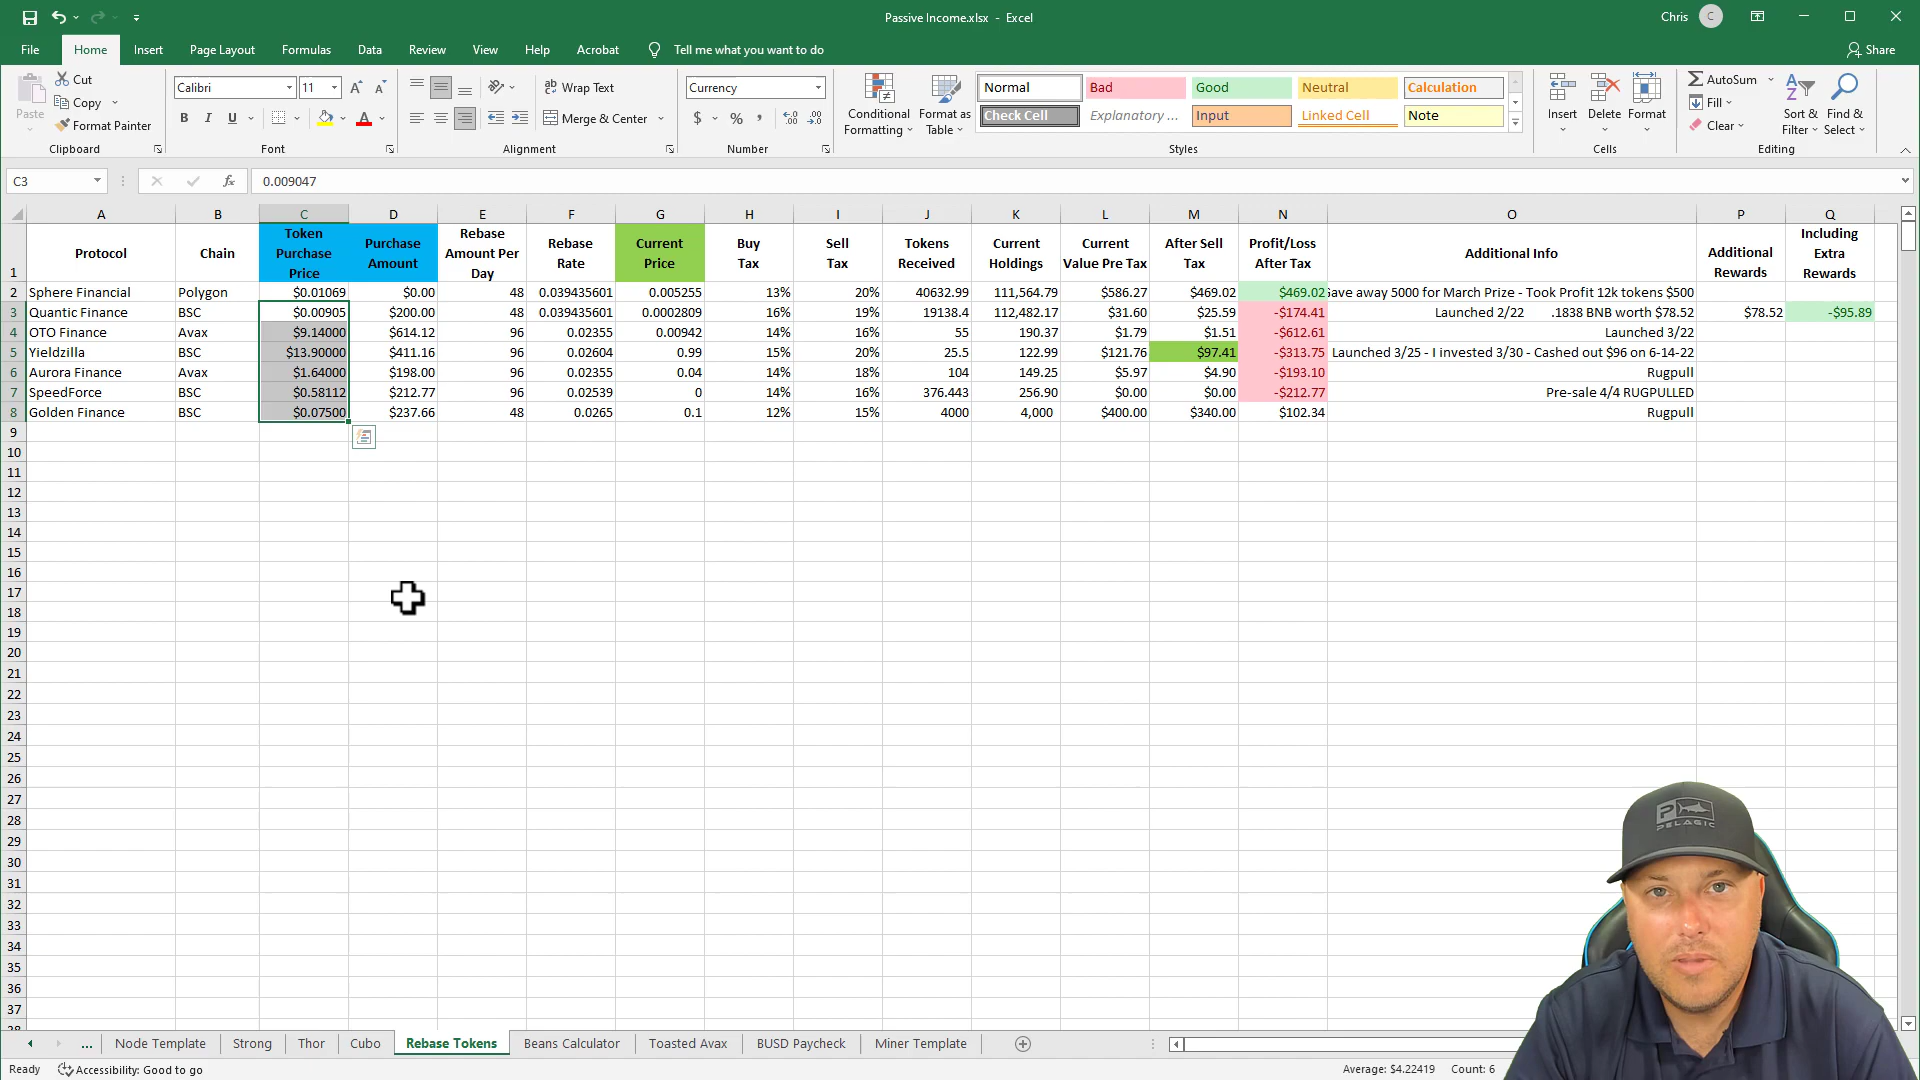 Passive Income.xlsx - Excel
Chris C
File Home Insert Page Layout Formulas Data Review View Help Acrobat Tell me what you want to do Share
Paste Cut Copy Format Painter Clipboard
Calibri 11 Font
Wrap Text Merge & Center Alignment
Currency Number
Conditional Formatting Format as Table
Normal Bad Good Neutral Calculation
Check Cell Explanatory ... Input Linked Cell Note
Styles
Insert Delete Format Cells
AutoSum Fill Clear Sort & Filter Find & Select Editing
C3 0.009047
A B C D E F G H I J K L M N O P Q
1 Protocol Chain Token Purchase Price Purchase Amount Rebase Amount Per Day Rebase Rate Current Price Buy Tax Sell Tax Tokens Received Current Holdings Current Value Pre Tax After Sell Tax Profit/Loss After Tax Additional Info Additional Rewards Including Extra Rewards
2 Sphere Financial Polygon $0.01069 $0.00 48 0.039435601 0.005255 13% 20% 40632.99 111,564.79 $586.27 $469.02 $469.02 ave away 5000 for March Prize - Took Profit 12k tokens $500
3 Quantic Finance BSC $0.00905 $200.00 48 0.039435601 0.0002809 16% 19% 19138.4 112,482.17 $31.60 $25.59 -$174.41 Launched 2/22 .1838 BNB worth $78.52 $78.52 -$95.89
4 OTO Finance Avax $9.14000 $614.12 96 0.02355 0.00942 14% 16% 55 190.37 $1.79 $1.51 -$612.61 Launched 3/22
5 Yieldzilla BSC $13.90000 $411.16 96 0.02604 0.99 15% 20% 25.5 122.99 $121.76 $97.41 -$313.75 Launched 3/25 - I invested 3/30 - Cashed out $96 on 6-14-22
6 Aurora Finance Avax $1.64000 $198.00 96 0.02355 0.04 14% 18% 104 149.25 $5.97 $4.90 -$193.10 Rugpull
7 SpeedForce BSC $0.58112 $212.77 96 0.02539 0 14% 16% 376.443 256.90 $0.00 $0.00 -$212.77 Pre-sale 4/4 RUGPULLED
8 Golden Finance BSC $0.07500 $237.66 48 0.0265 0.1 12% 15% 4000 4,000 $400.00 $340.00 $102.34 Rugpull
9
10
11
12
13
14
15
16
17
18
19
20
21
22
23
24
25
26
27
28
29
30
31
32
33
34
35
36
37
PELAGIC
... Node Template Strong Thor Cubo Rebase Tokens Beans Calculator Toasted Avax BUSD Paycheck Miner Template
Ready Accessibility: Good to go Average: $4.22419 Count: 6